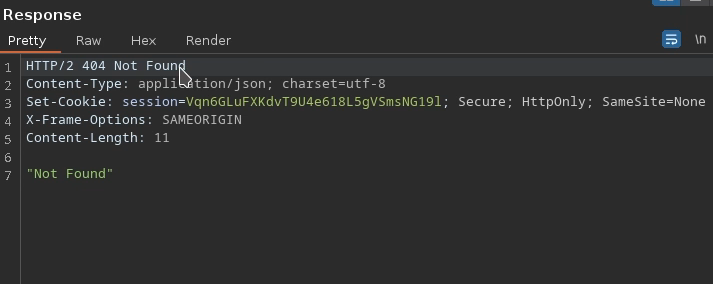 Response
Pretty Raw Hex Render \n
1 HTTP/2 404 Not Found
2 Content-Type: application/json; charset=utf-8
3 Set-Cookie: session=Vqn6GLuFXKdvT9U4e618L5gVSmsNG19l; Secure; HttpOnly; SameSite=None
4 X-Frame-Options: SAMEORIGIN
5 Content-Length: 11
6
7 "Not Found"